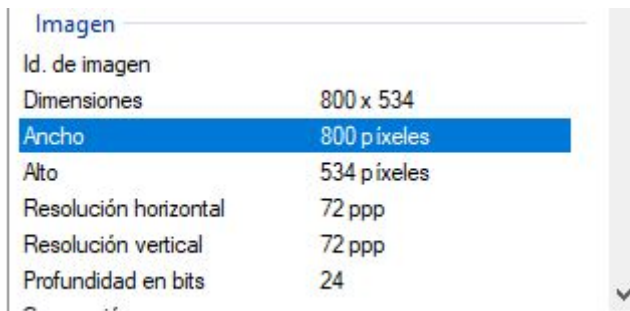 Imagen
Id. de imagen
Dimensiones 800 x 534
Ancho 800 píxeles
Alto 534 píxeles
Resolución horizontal 72 ppp
Resolución vertical 72 ppp
Profundidad en bits 24